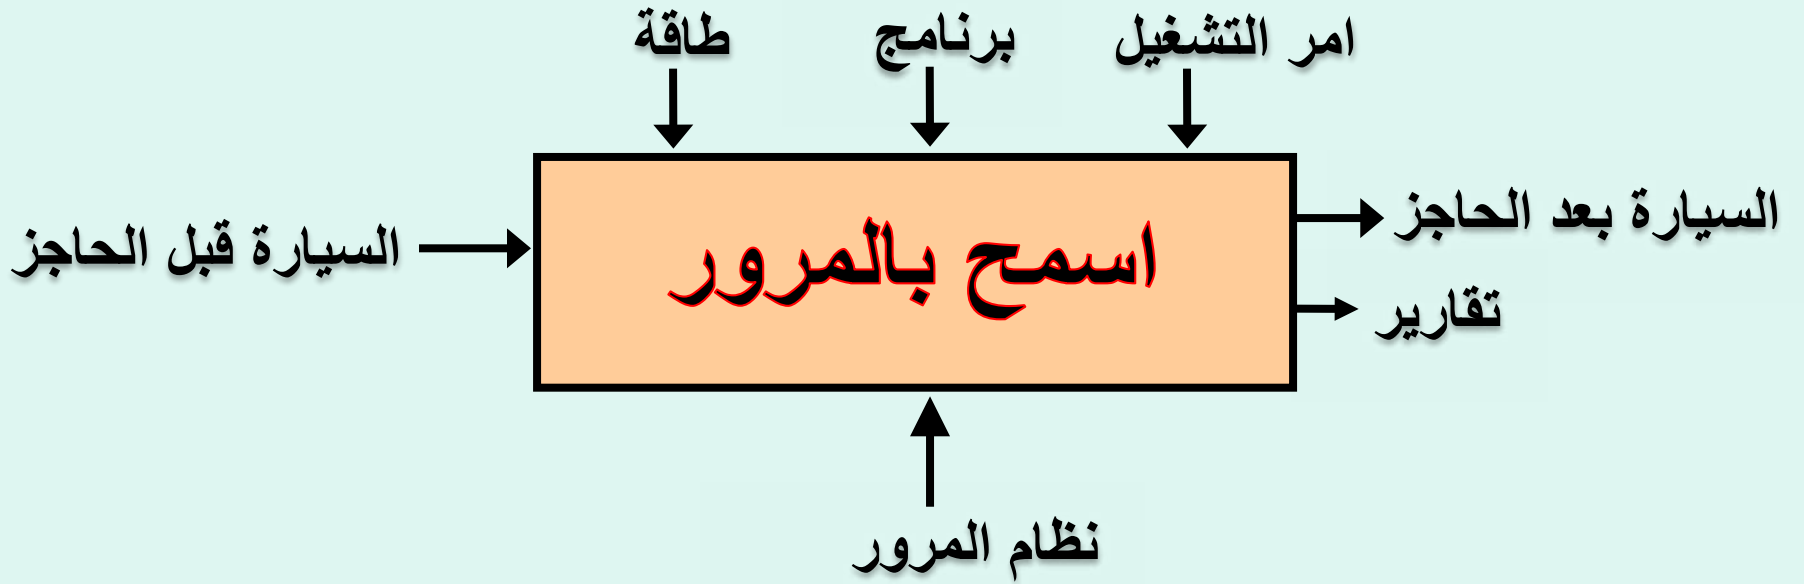 امر التشغيل
برنامج
طاقة
السيارة بعد الحاجز
اسمح بالمرور
السيارة قبل الحاجز
تقارير
نظام المرور